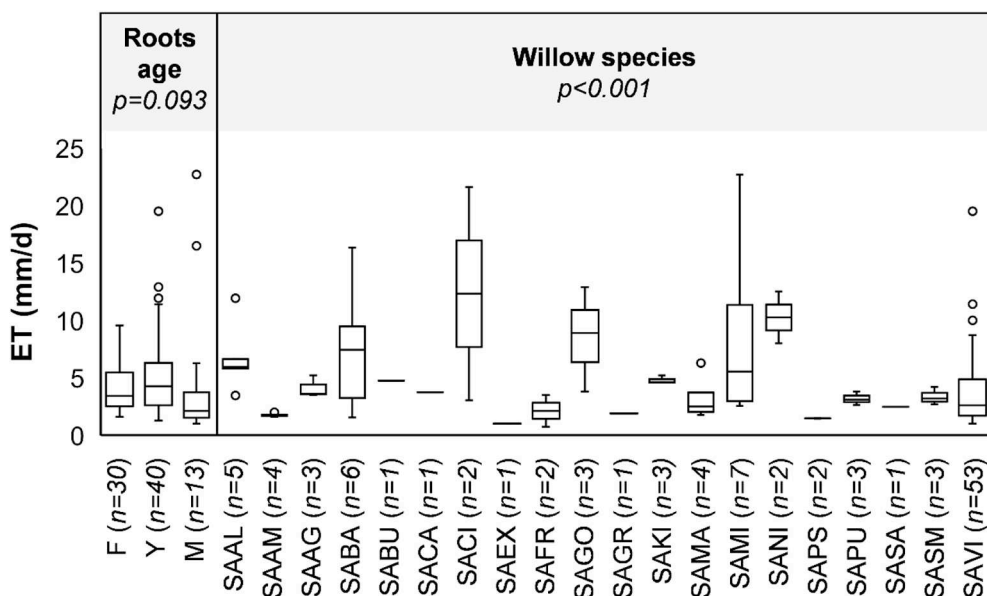 Roots
age
p=0.093
Willow species
p<0.001
ET (mm/d)
25
20
15
10
5
0
F (n=30)
Y (n=40)
M (n=13)
SAAL (n=5)
SAAM (n=4)
SAAG (n=3)
SABA (n=6)
SABU (n=1)
SACA (n=1)
SACI (n=2)
SAEX (n=1)
SAFR (n=2)
SAGO (n=3)
SAGR (n=1)
SAKI (n=3)
SAMA (n=4)
SAMI (n=7)
SANI (n=2)
SAPS (n=2)
SAPU (n=3)
SASA (n=1)
SASM (n=3)
SAVI (n=53)